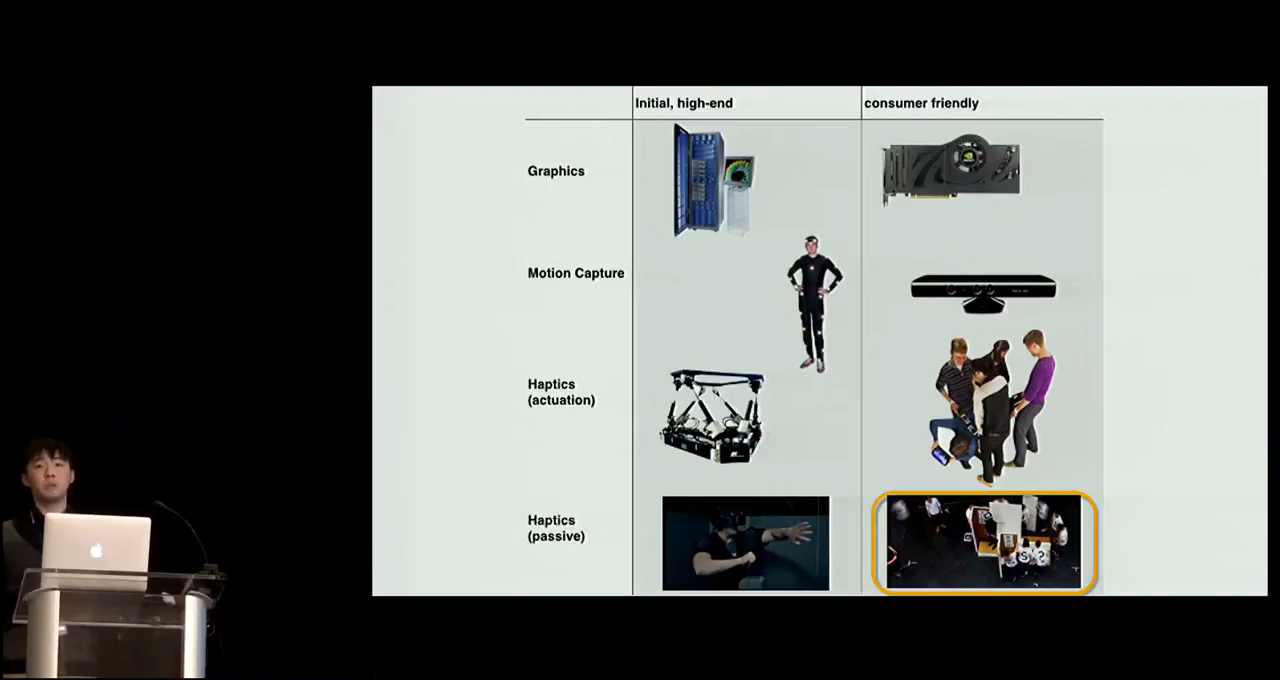 Initial, high-end
consumer friendly
Graphics
Motion Capture
Haptics
(actuation)
Haptics
(passive)